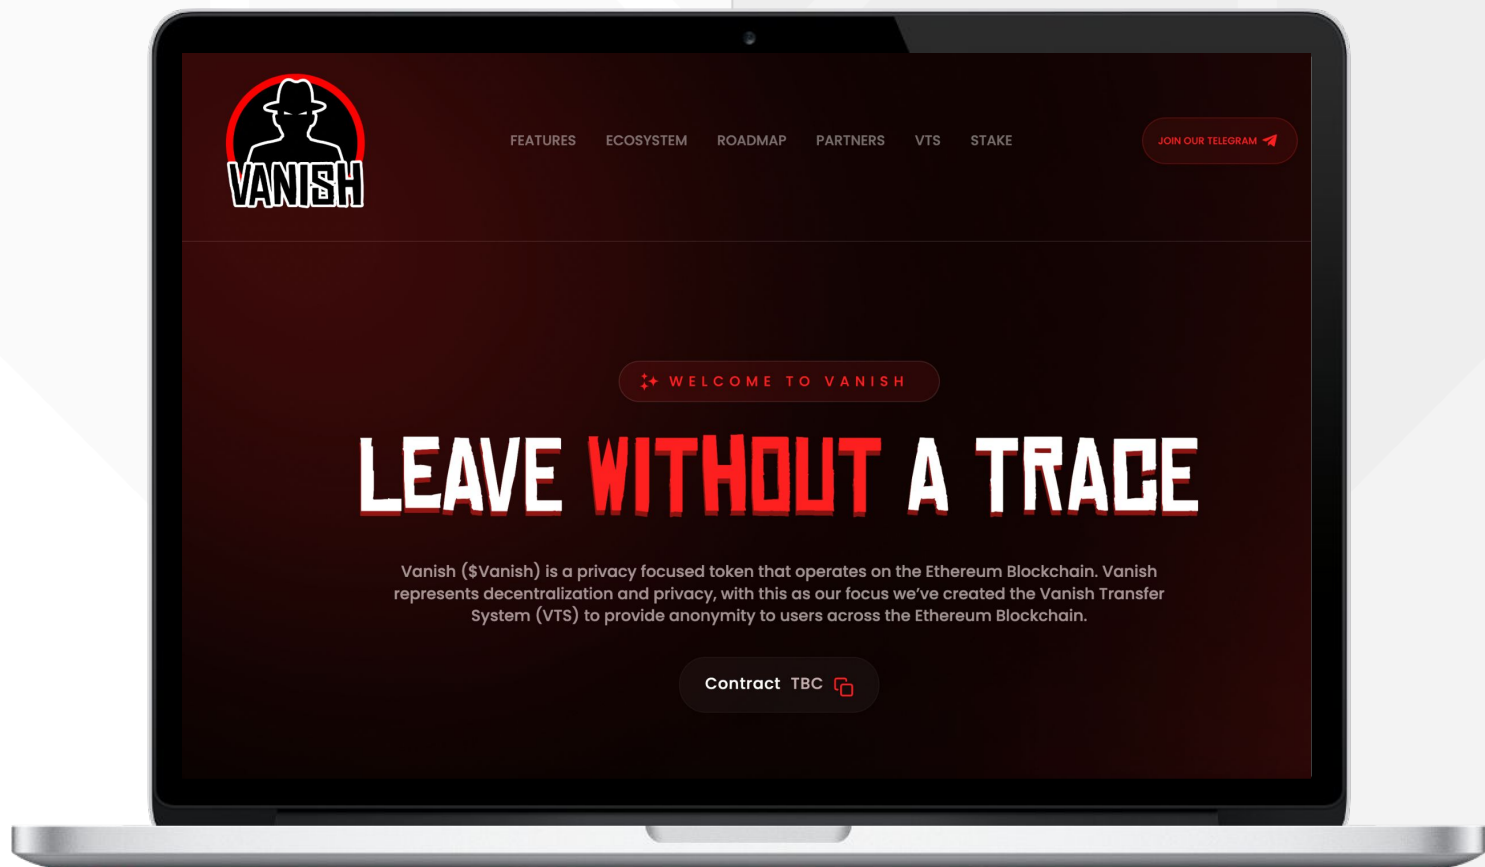 VANISH
FEATURES ECOSYSTEM ROADMAP PARTNERS VTS STAKE
JOIN OUR TELEGRAM
WELCOME TO VANISH
LEAVE WITHOUT A TRACE
Vanish ($Vanish) is a privacy focused token that operates on the Ethereum Blockchain. Vanish
represents decentralization and privacy, with this as our focus we’ve created the Vanish Transfer
System (VTS) to provide anonymity to users across the Ethereum Blockchain.
Contract TBC